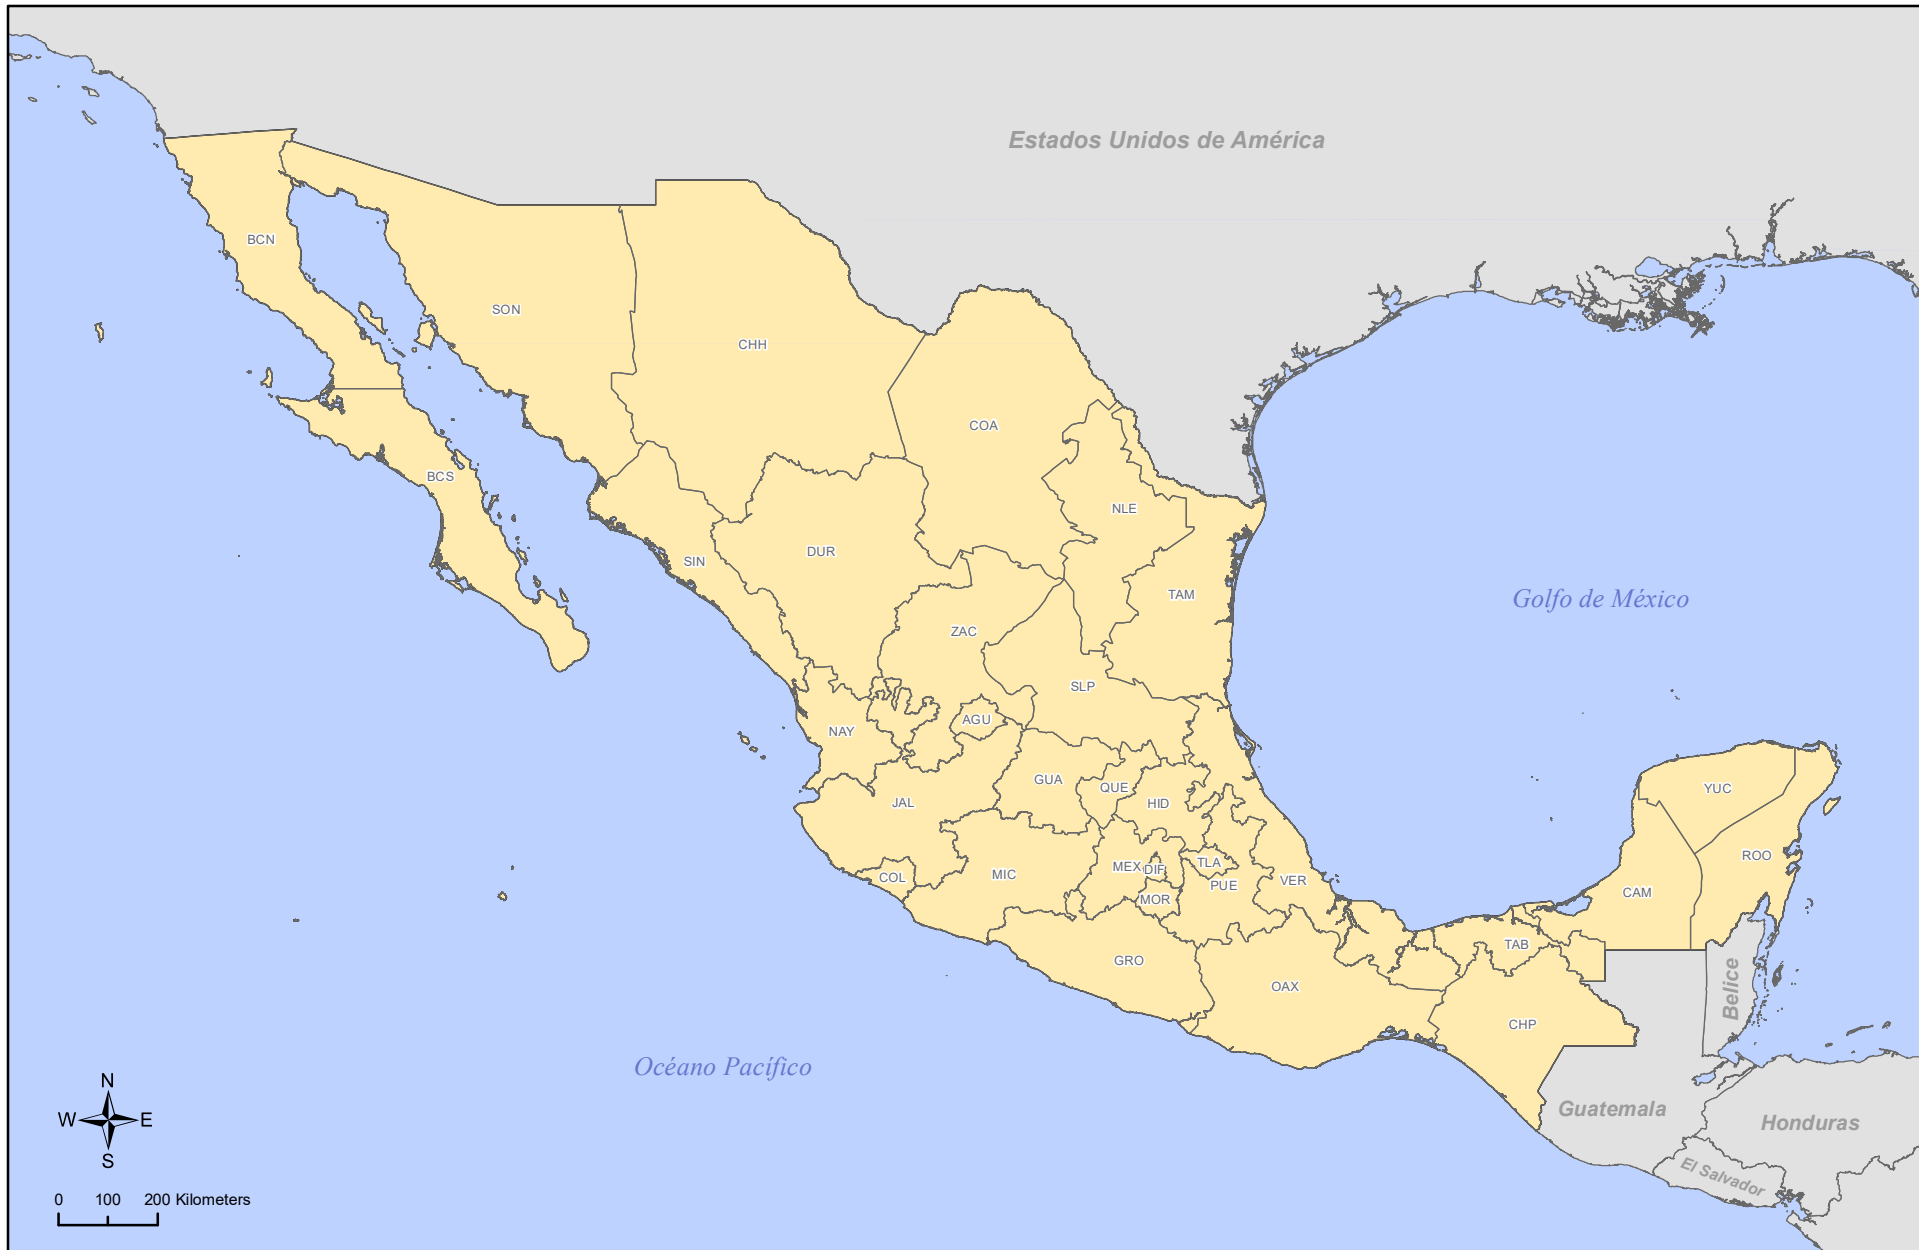 Estados Unidos de América
BCN
SON
CHH
COA
BCS
NLE
DUR
SIN
TAM
Golfo de México
ZAC
SLP
AGU
NAY
GUA
QUE
YUC
JAL
HID
ROO
TLA
MEX
DIF
COL
MIC
PUE
VER
CAM
MOR
TAB
GRO
OAX
Belice
CHP
Océano Pacífico
N
W
E
S
Guatemala
Honduras
El Salvador
0 100 200 Kilometers